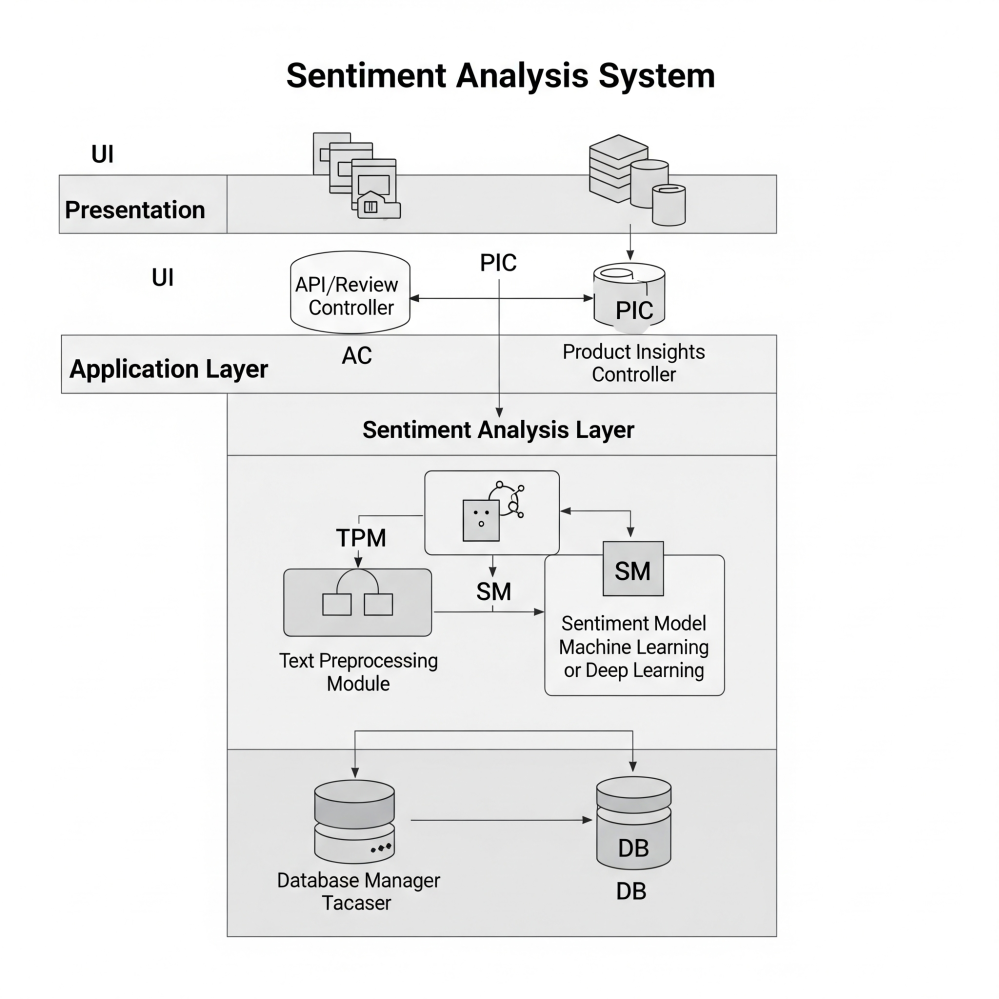 Sentiment Analysis System
UI
Presentation
UI
API/Review
Controller
PIC
PIC
Application Layer
AC
Product Insights
Controller
Sentiment Analysis Layer
TPM
SM
SM
Sentiment Model
Machine Learning
or Deep Learning
Text Preprocessing
Module
Database Manager
Tacaser
DB
DB